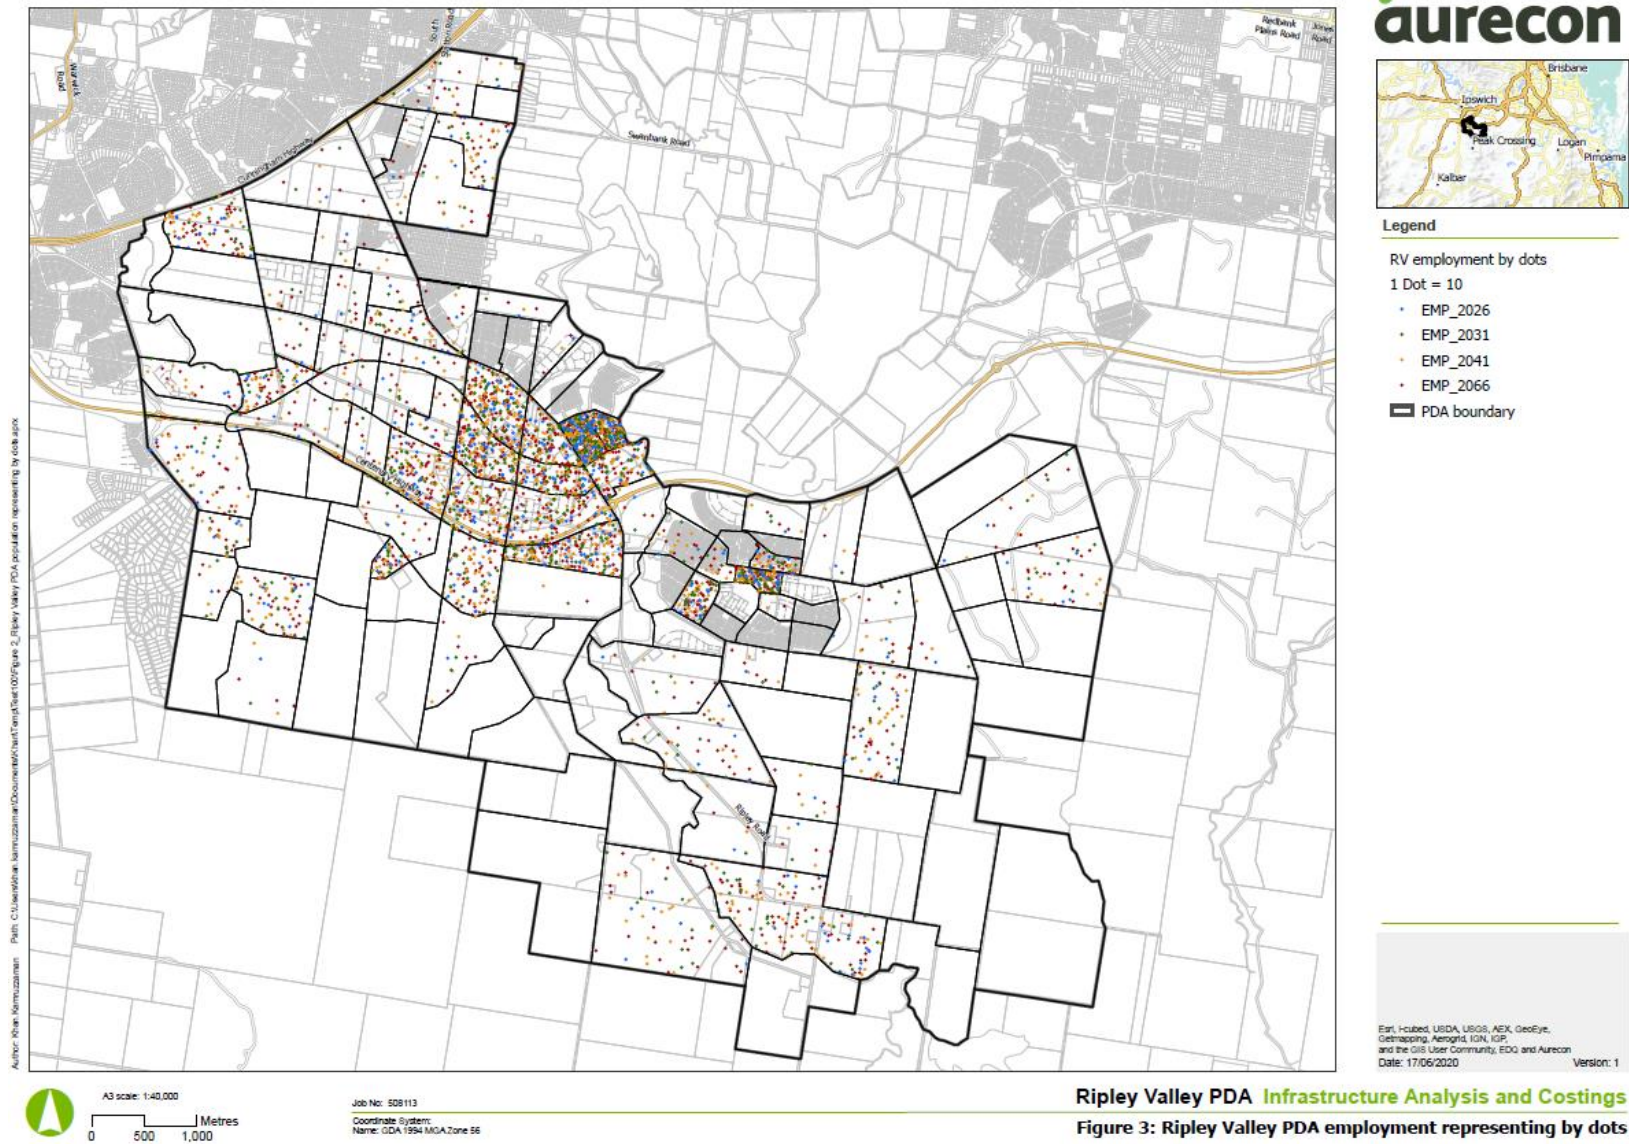 aurecon
South
Station Road
Redbank
Plains Road
Jones
Road
Warwick
Road
Swanbank Road
Cunningham Highway
Centenary Highway
Ripley Road
Brisbane
Ipswich
Peak Crossing
Logan
Pimpama
Kalbar
Legend
RV employment by dots
1 Dot = 10
EMP_2026
EMP_2031
EMP_2041
EMP_2066
PDA boundary
Esri, i-cubed, USDA, USGS, AEX, GeoEye,
Getmapping, Aerogrid, IGN, IGP,
and the GIS User Community, EDQ and Aurecon
Date: 17/06/2020 Version: 1
A3 scale: 1:40,000
Metres
0 500 1,000
Job No: 508113
Coordinate System:
Name: GDA 1994 MGA Zone 56
Ripley Valley PDA Infrastructure Analysis and Costings
Figure 3: Ripley Valley PDA employment representing by dots
Author: Khan.Kamruzzaman